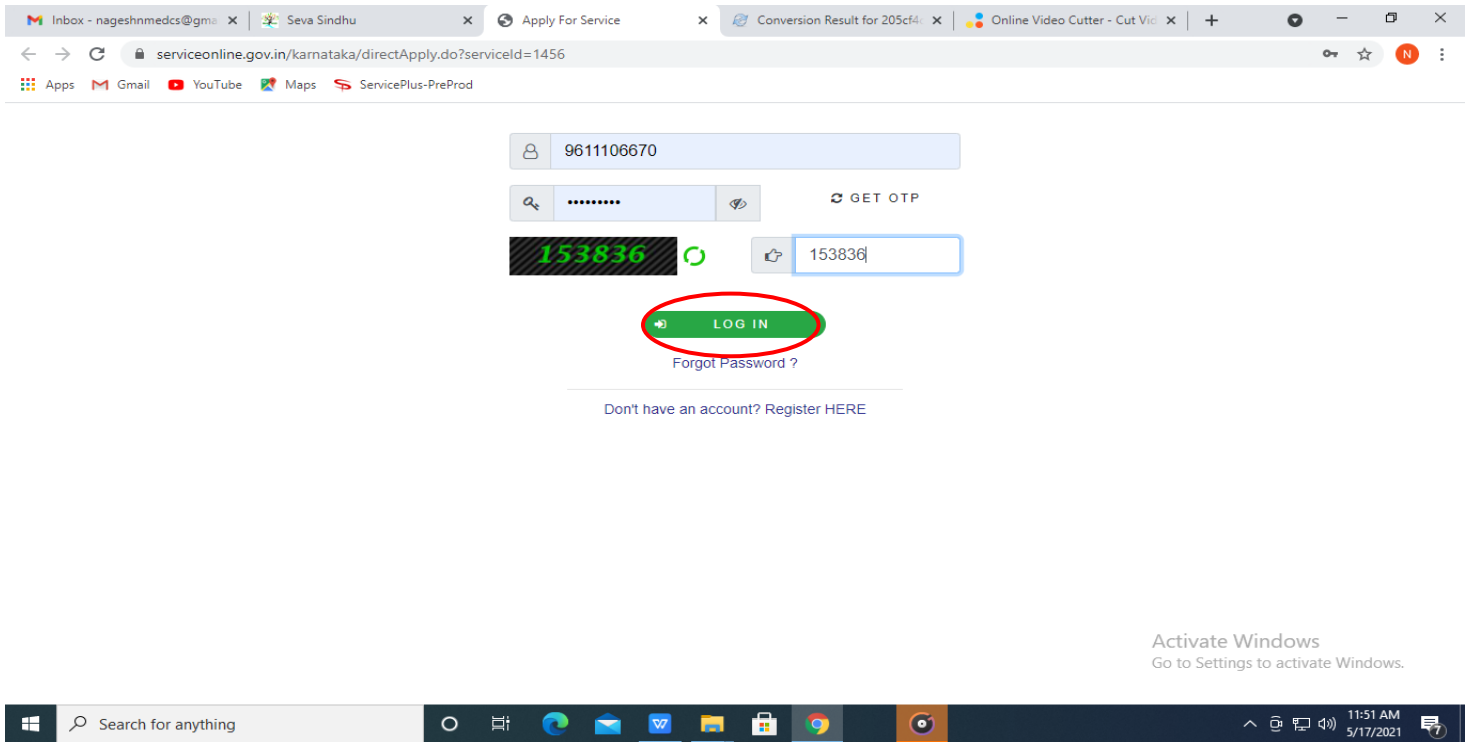 Inbox - nageshnmedcs@gma
Seva Sindhu
Apply For Service
Conversion Result for 205cf4c
Online Video Cutter - Cut Vid
serviceonline.gov.in/karnataka/directApply.do?serviceId=1456
N
Apps
Gmail
YouTube
Maps
ServicePlus-PreProd
9611106670
•••••••••
GET OTP
153836
153836
LOG IN
Forgot Password ?
Don't have an account? Register HERE
Activate Windows
Go to Settings to activate Windows.
Search for anything
W
11:51 AM
5/17/2021
7